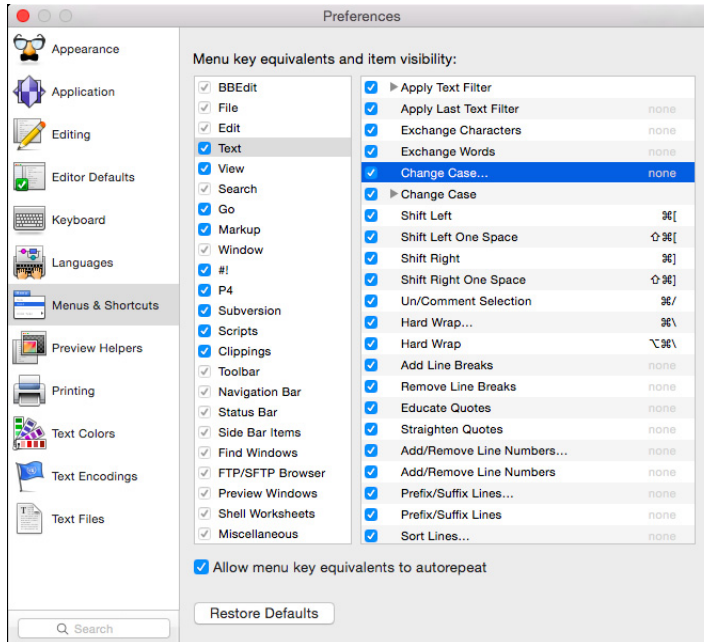 Preferences
Appearance
Application
Editing
Editor Defaults
Keyboard
Languages
Menus & Shortcuts
Preview Helpers
Printing
Text Colors
Text Encodings
Text Files
Search
Menu key equivalents and item visibility:
BBEdit
File
Edit
Text
View
Search
Go
Markup
Window
#!
P4
Subversion
Scripts
Clippings
Toolbar
Navigation Bar
Status Bar
Side Bar Items
Find Windows
FTP/SFTP Browser
Preview Windows
Shell Worksheets
Miscellaneous
Apply Text Filter
Apply Last Text Filter none
Exchange Characters none
Exchange Words none
Change Case... none
Change Case
Shift Left ⌘[
Shift Left One Space ⇧⌘[
Shift Right ⌘]
Shift Right One Space ⇧⌘]
Un/Comment Selection ⌘/
Hard Wrap... ⌘\
Hard Wrap ⌥⌘\
Add Line Breaks none
Remove Line Breaks none
Educate Quotes none
Straighten Quotes none
Add/Remove Line Numbers... none
Add/Remove Line Numbers none
Prefix/Suffix Lines... none
Prefix/Suffix Lines none
Sort Lines... none
Allow menu key equivalents to autorepeat
Restore Defaults